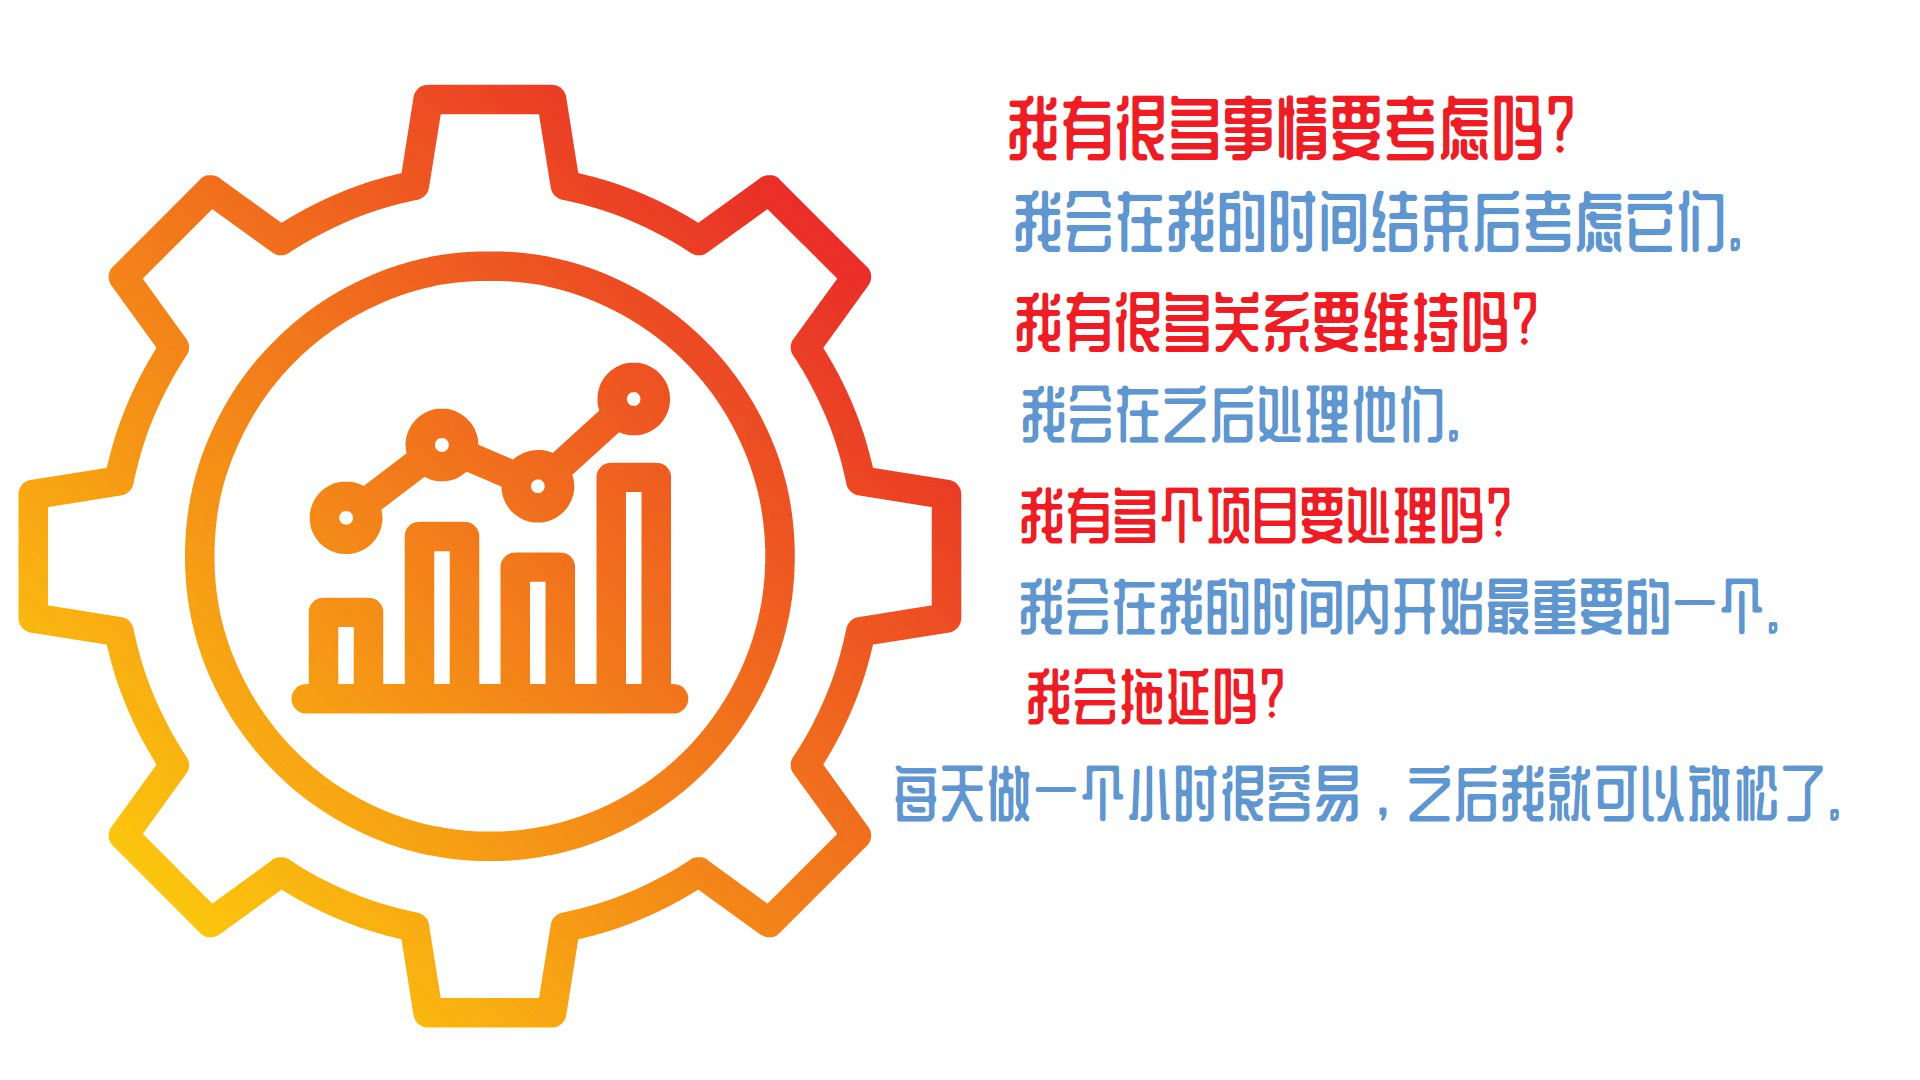 我有很多事情要考虑吗?
我会在我的时间结束后考虑它们。
我有很多关系要维持吗?
我会在之后处理他们。
我有多个项目要处理吗?
我会在我的时间内开始最重要的一个。
我会拖延吗?
每天做一个小时很容易，之后我就可以放松了。